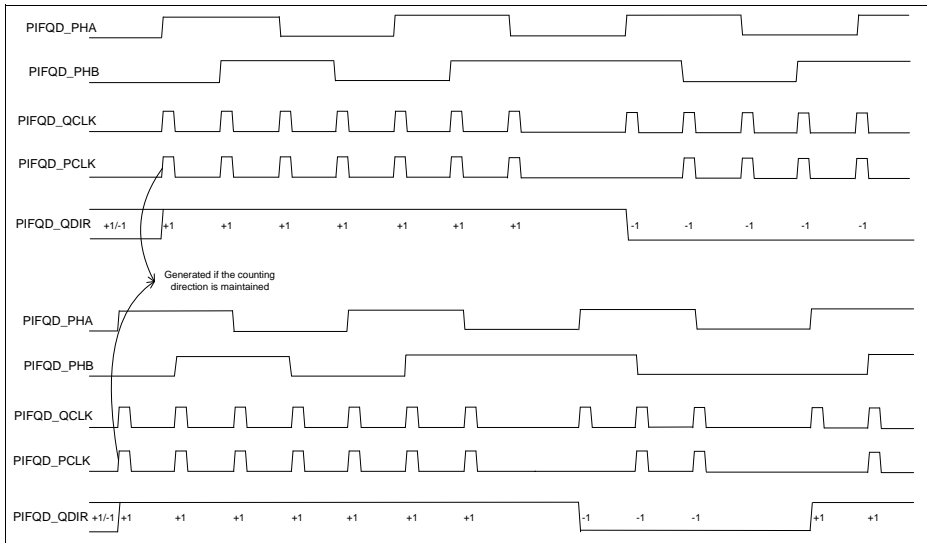 PIFQD_PHA
PIFQD_PHB
PIFQD_QCLK
PIFQD_PCLK
PIFQD_QDIR +1/-1 +1 +1 +1 +1 +1 +1 +1 -1 -1 -1 -1 -1
Generated if the counting
direction is maintained
PIFQD_PHA
PIFQD_PHB
PIFQD_QCLK
PIFQD_PCLK
PIFQD_QDIR +1/-1 +1 +1 +1 +1 +1 +1 +1 -1 -1 -1 +1 +1